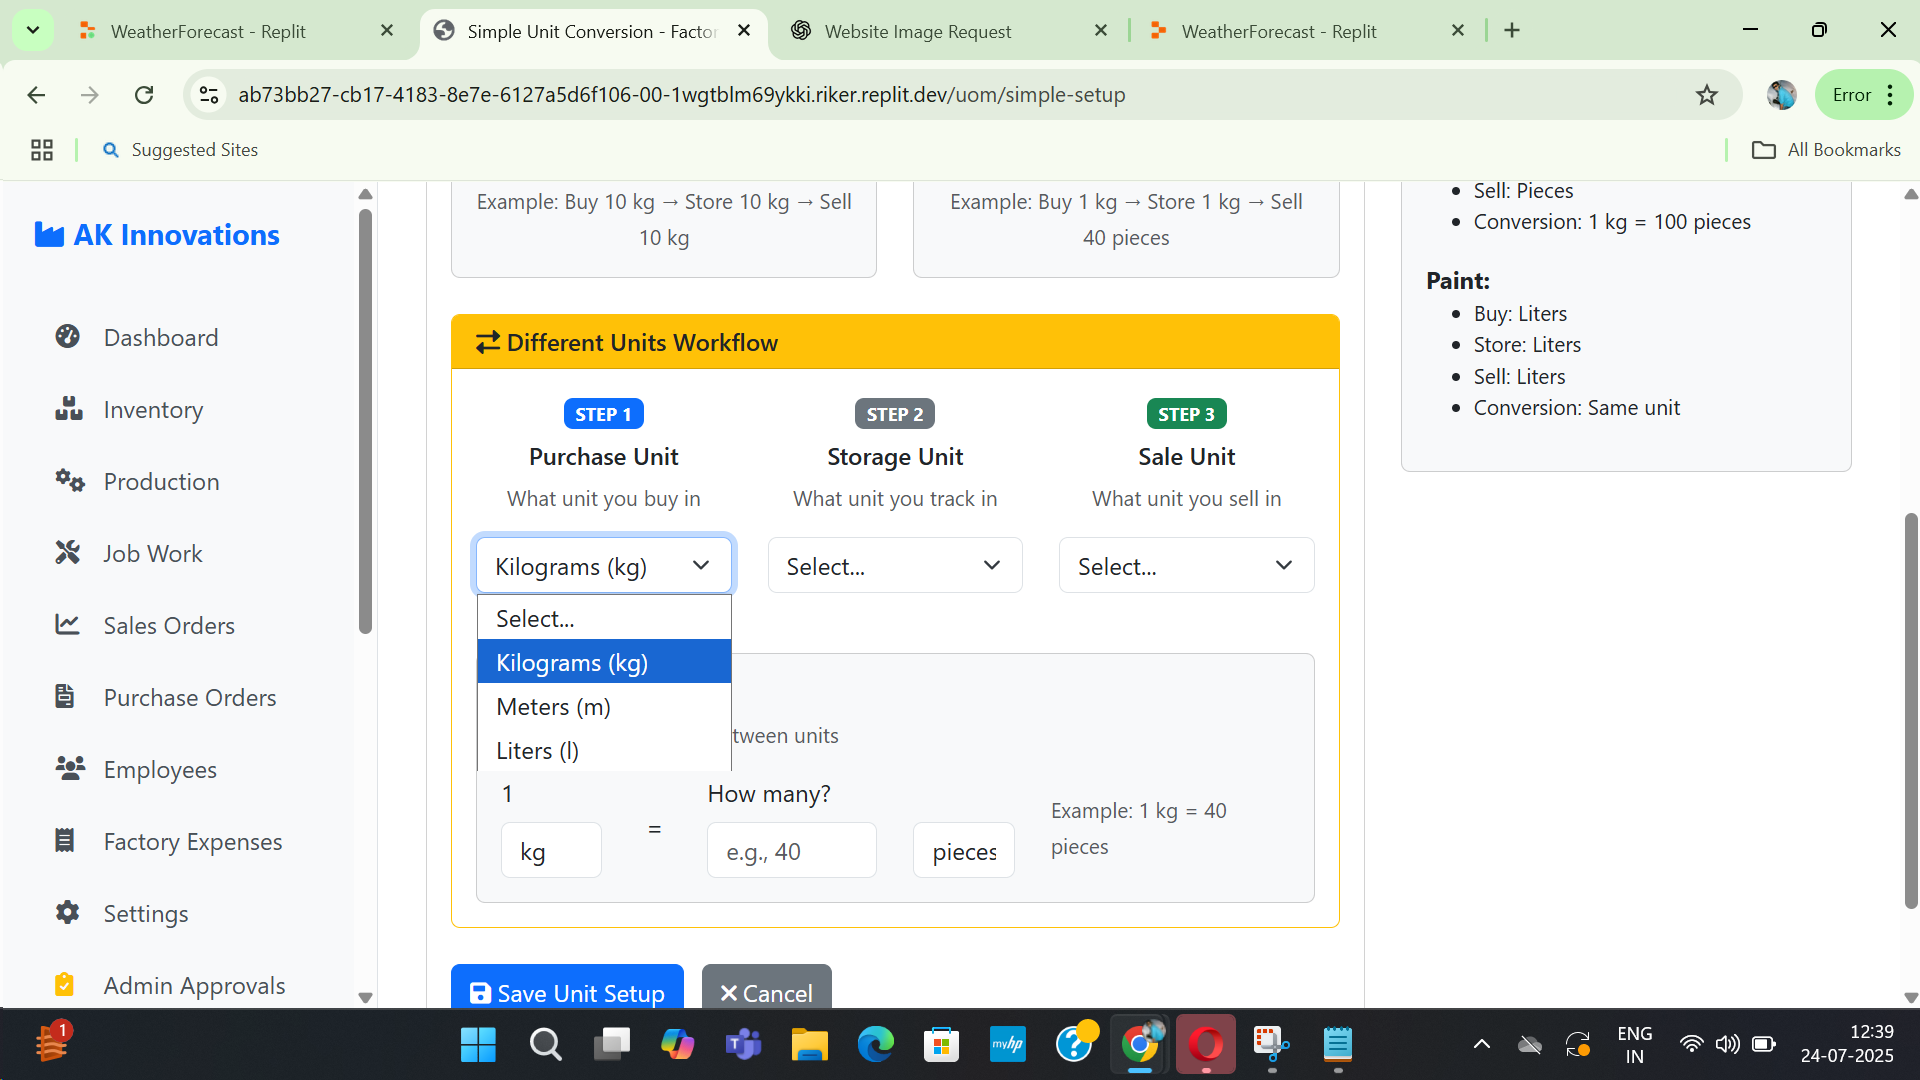 WeatherForecast - Replit
Simple Unit Conversion - Factor
Website Image Request
WeatherForecast - Replit
ab73bb27-cb17-4183-8e7e-6127a5d6f106-00-1wgtblm69ykki.riker.replit.dev/uom/simple-setup
Error
Suggested Sites
All Bookmarks
AK Innovations
Dashboard
Inventory
Production
Job Work
Sales Orders
Purchase Orders
Employees
Factory Expenses
Settings
Admin Approvals
Example: Buy 10 kg → Store 10 kg → Sell
10 kg
Example: Buy 1 kg → Store 1 kg → Sell
40 pieces
Different Units Workflow
STEP 1
Purchase Unit
What unit you buy in
Kilograms (kg)
Select...
Kilograms (kg)
Meters (m)
Liters (l)
STEP 2
Storage Unit
What unit you track in
Select...
STEP 3
Sale Unit
What unit you sell in
Select...
tween units
1
kg
=
How many?
e.g., 40
pieces
Example: 1 kg = 40
pieces
Save Unit Setup
Cancel
• Sell: Pieces
• Conversion: 1 kg = 100 pieces
Paint:
• Buy: Liters
• Store: Liters
• Sell: Liters
• Conversion: Same unit
1
myhp
ENG
IN
12:39
24-07-2025